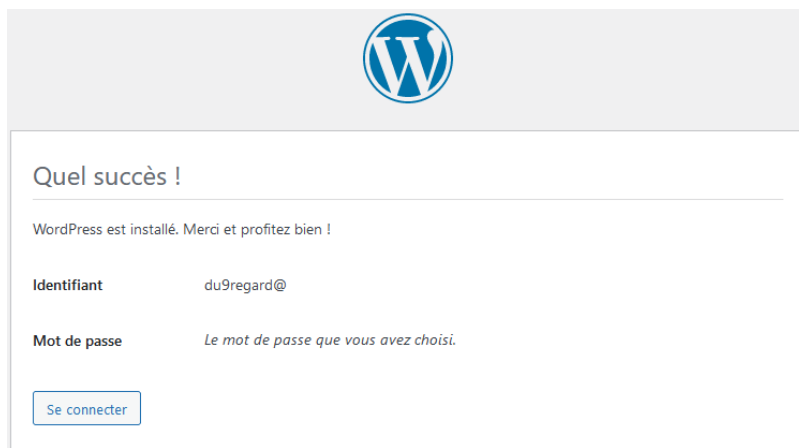 Quel succès !
WordPress est installé. Merci et profitez bien !
Identifiant du9regard@
Mot de passe Le mot de passe que vous avez choisi.
Se connecter